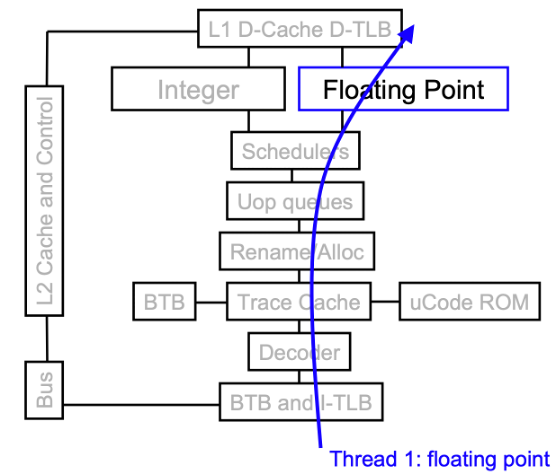 L1 D-Cache D-TLB
Integer
Floating Point
L2 Cache and Control
Schedulers
Uop queues
Rename/Alloc
BTB
Trace Cache
uCode ROM
Decoder
Bus
BTB and I-TLB
Thread 1: floating point